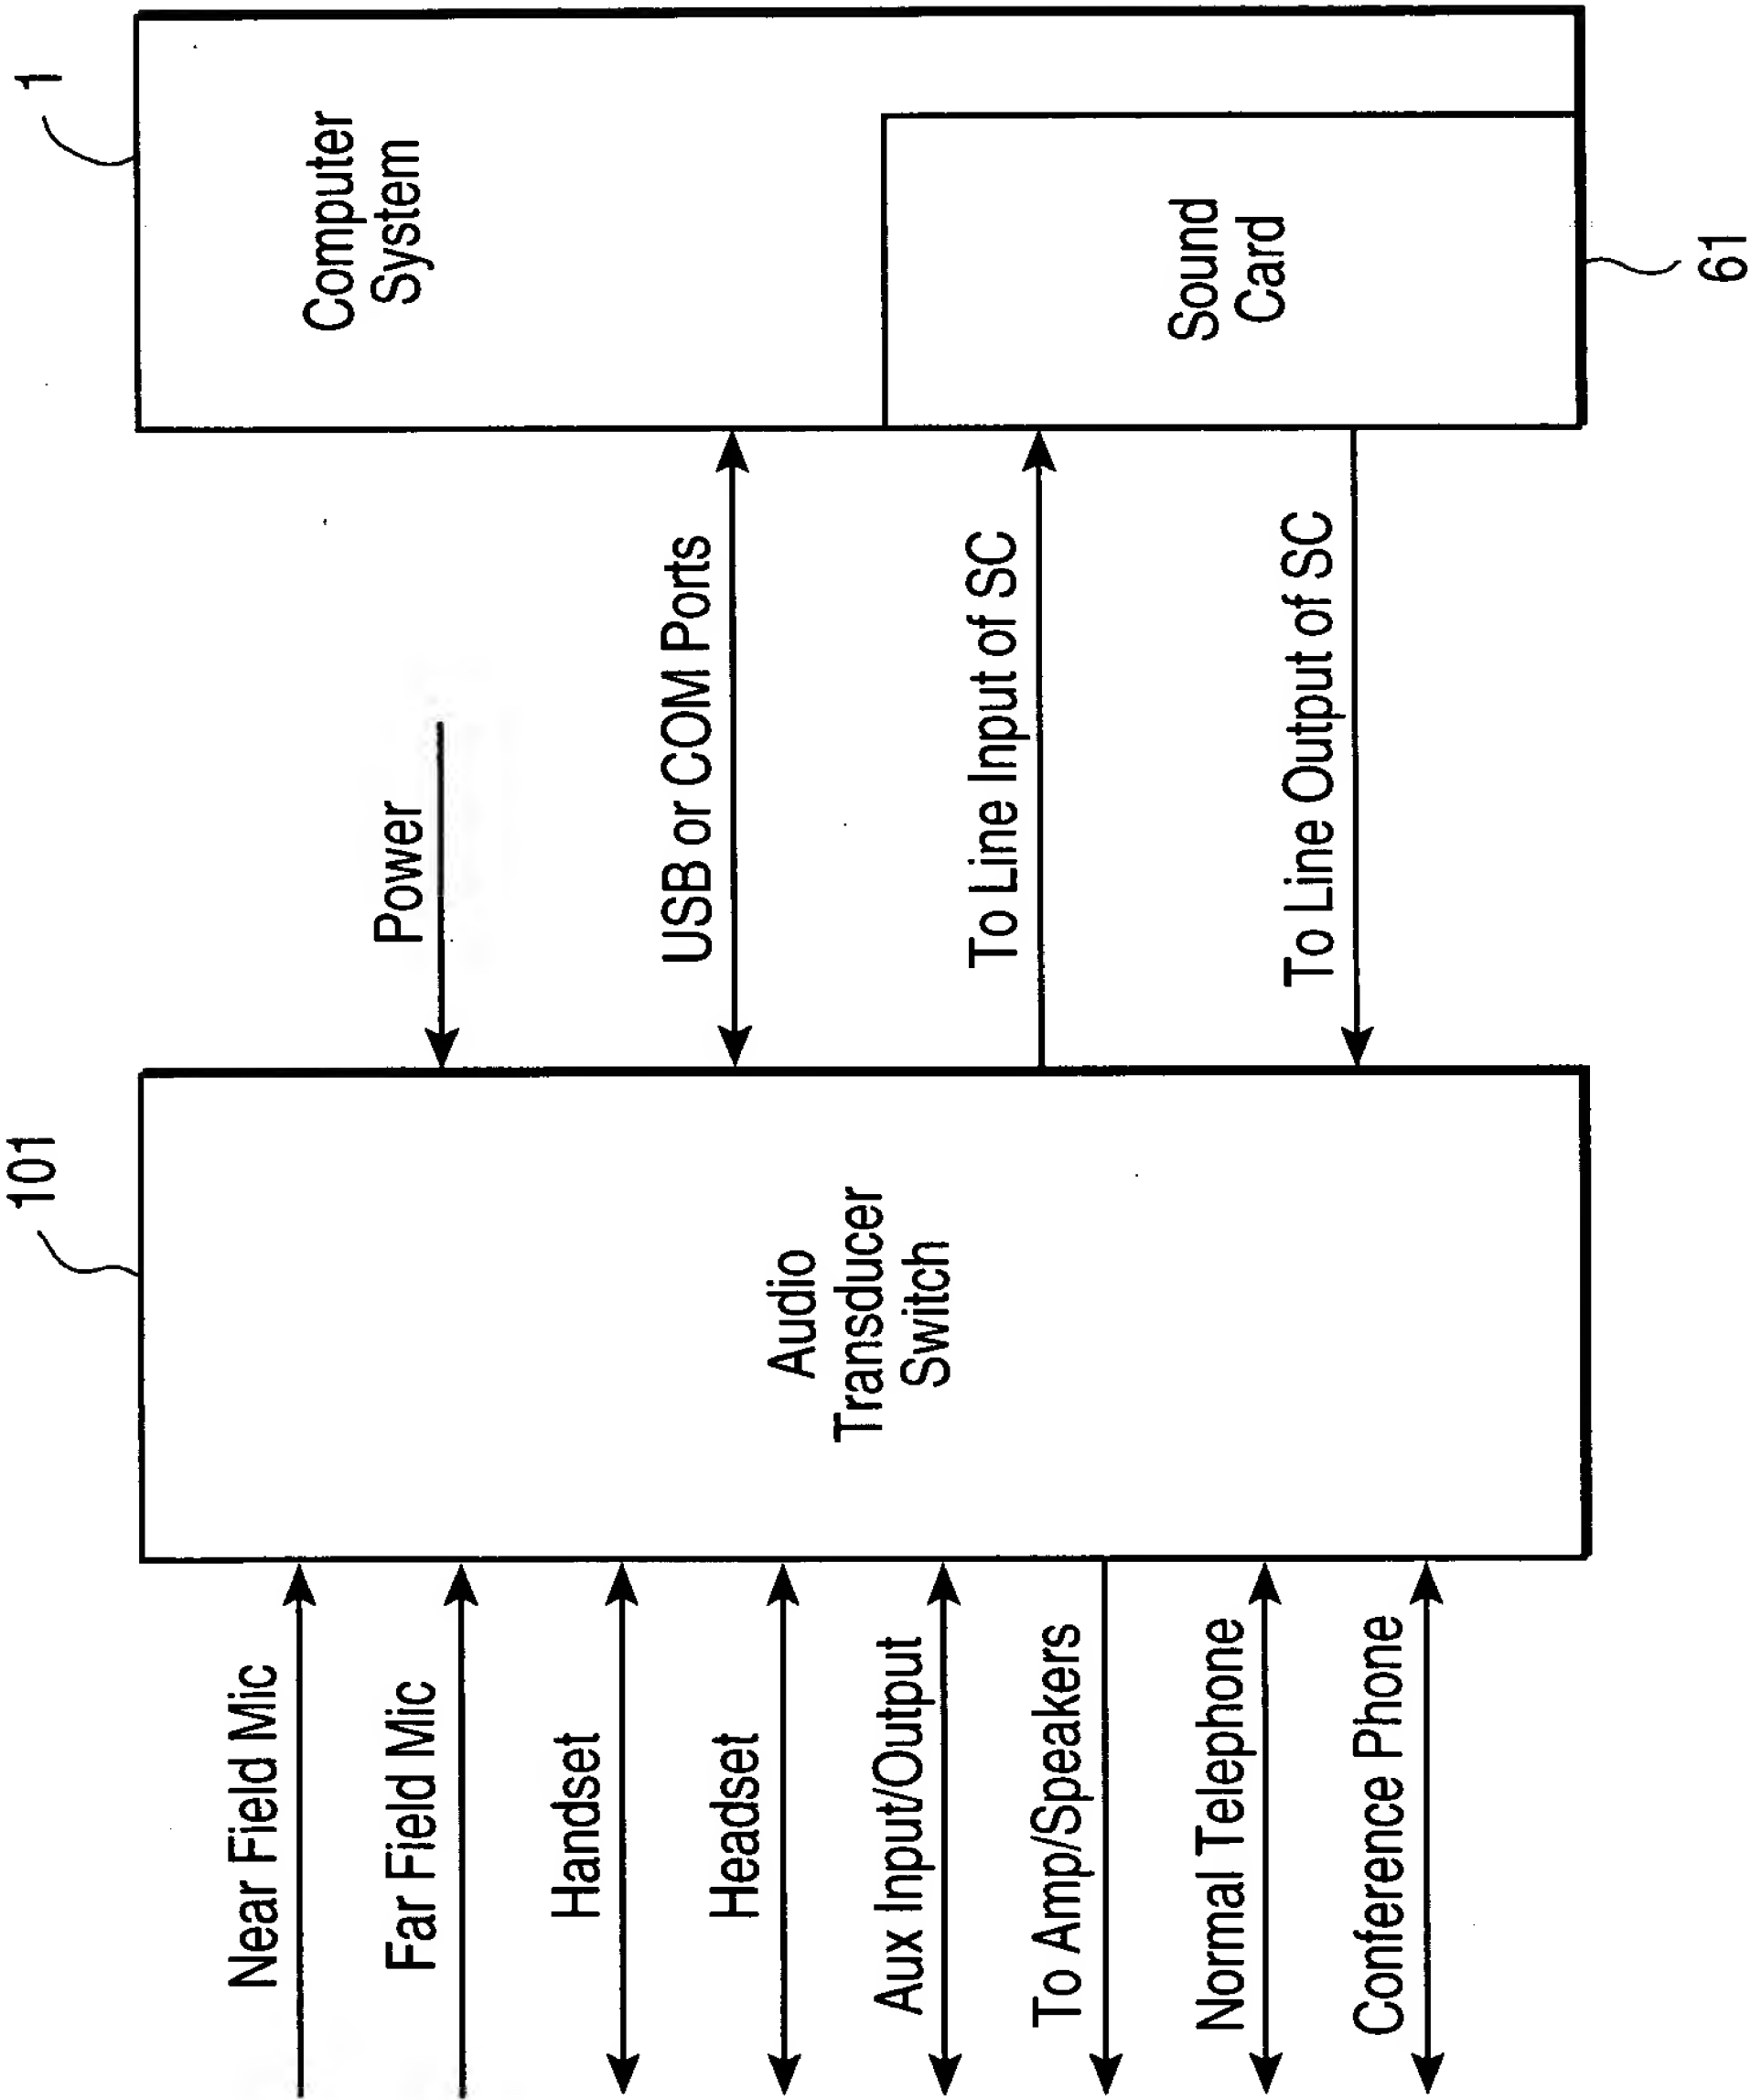 101
1
Near Field Mic
Far Field Mic
Handset
Headset
Aux Input/Output
To Amp/Speakers
Normal Telephone
Conference Phone
Audio
Transducer
Switch
Power
USB or COM Ports
To Line Input of SC
To Line Output of SC
Computer
System
Sound
Card
61